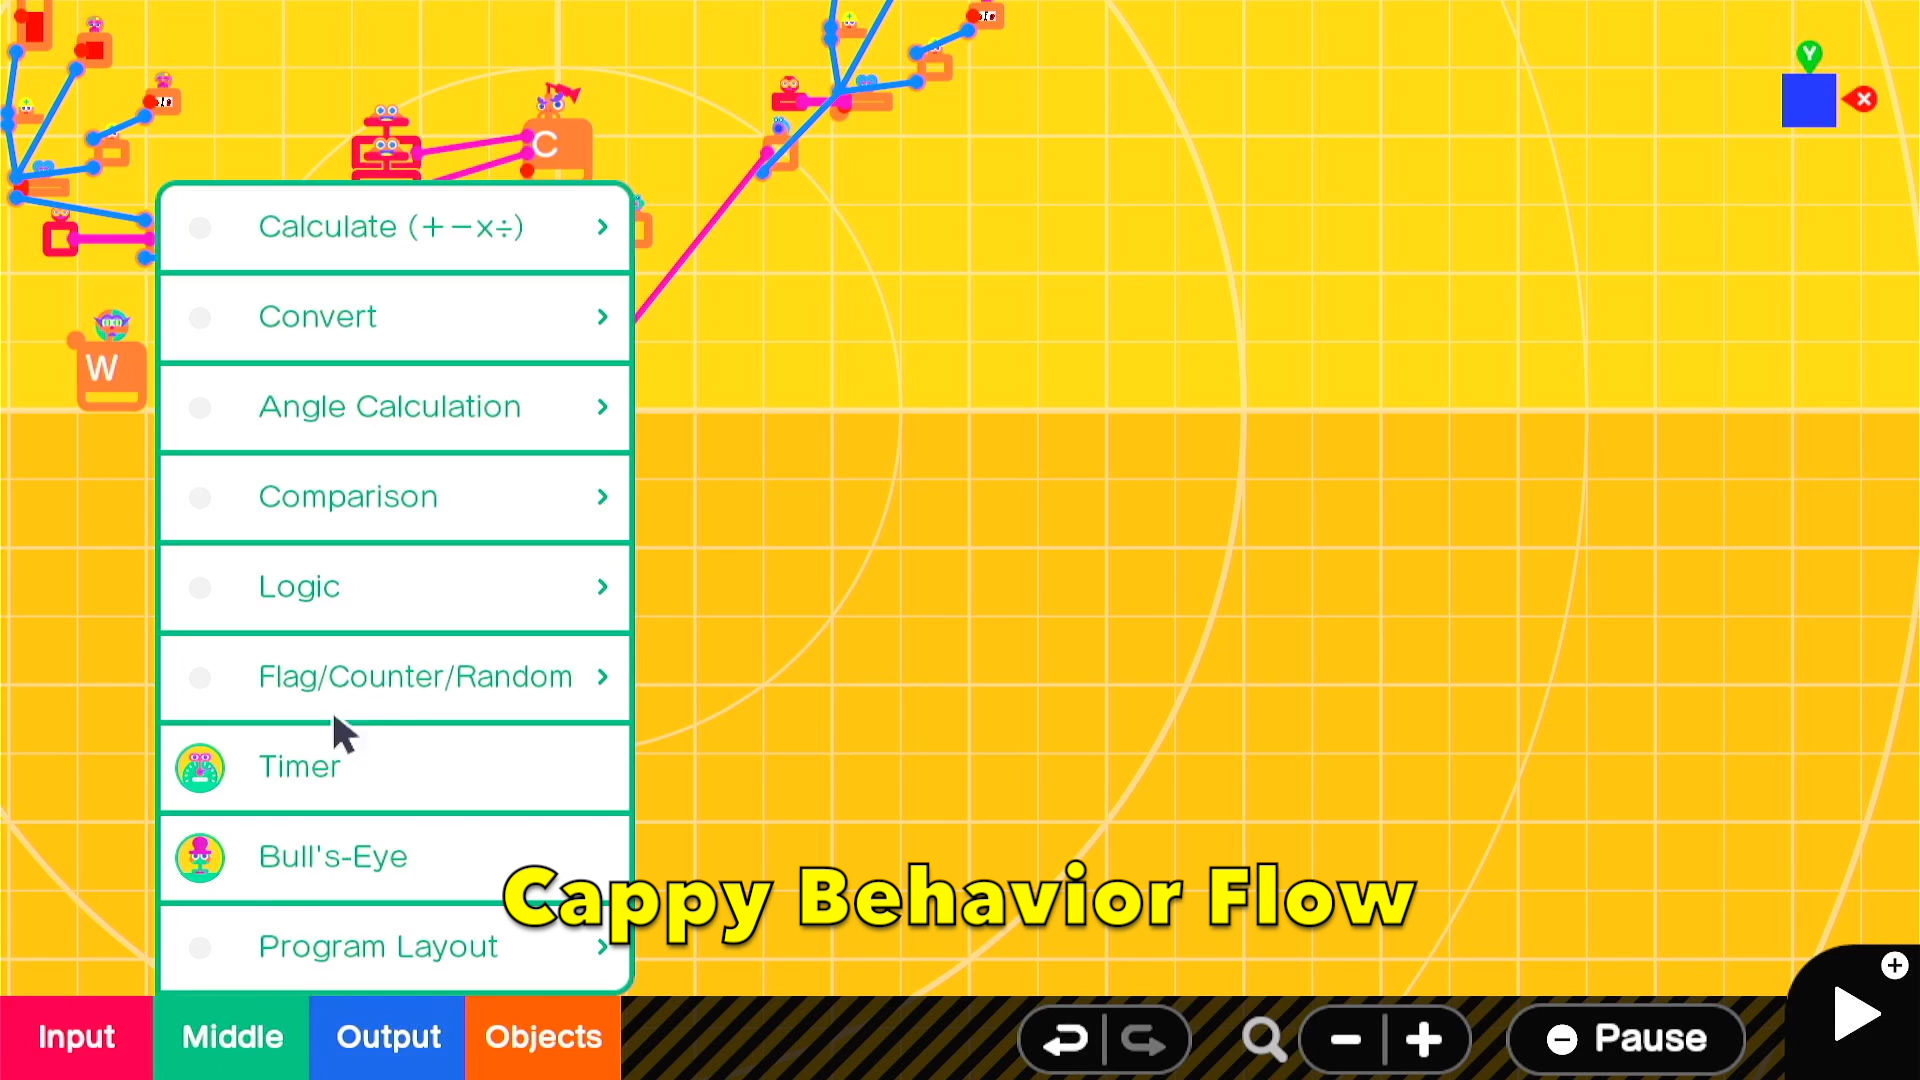 Y
X
C
W
Calculate (+−×÷)
Convert
Angle Calculation
Comparison
Logic
Flag/Counter/Random
Timer
Bull's-Eye
Program Layout
Cappy Behavior Flow
Input
Middle
Output
Objects
Pause